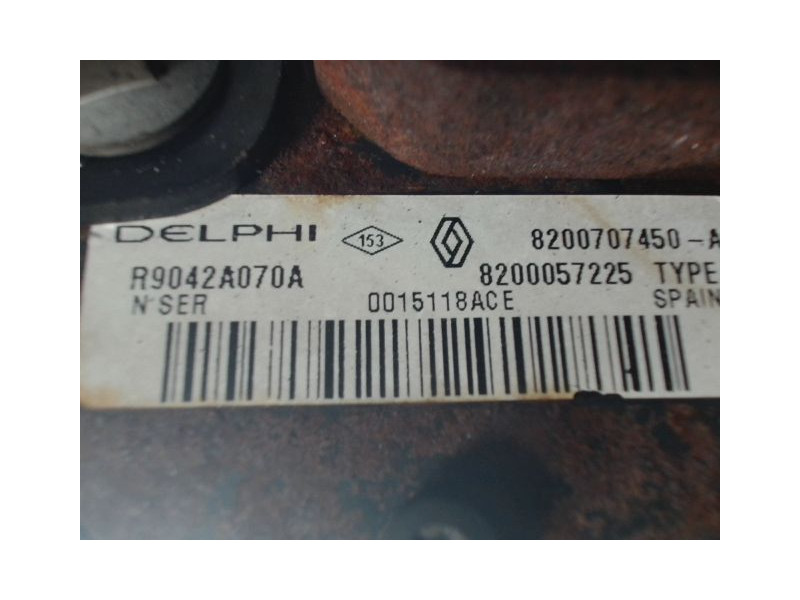 DELPHI 153 8200707450-A
R9042A070A 8200057225 TYPE
N°SER 0015118ACE SPAIN